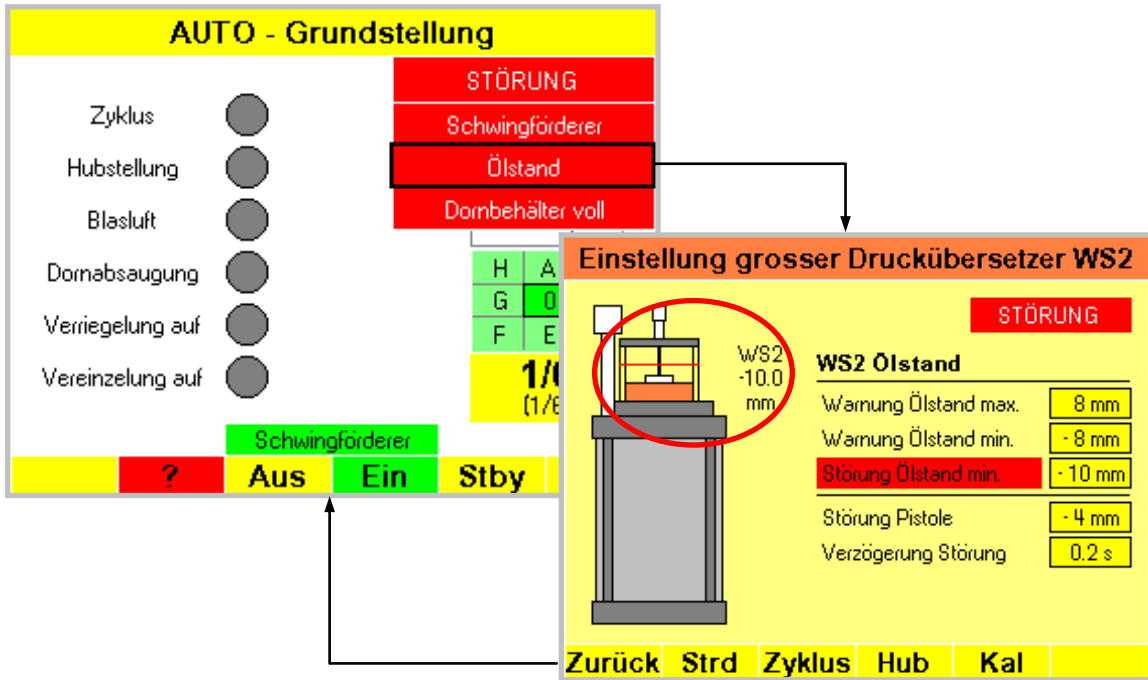 AUTO - Grundstellung
STÖRUNG
Schwingförderer
Ölstand
Dornbehälter voll
Zyklus
Hubstellung
Blasluft
Dornabsaugung
Verriegelung auf
Vereinzelung auf
H A
G 0
F E
Schwingförderer
? Aus Ein Stby
Einstellung grosser Druckübersetzer WS2
STÖRUNG
WS2
-10.0
mm
WS2 Ölstand
Warnung Ölstand max. 8 mm
Warnung Ölstand min. - 8 mm
Störung Ölstand min. - 10 mm
Störung Pistole - 4 mm
Verzögerung Störung 0.2 s
Zurück Strd Zyklus Hub Kal